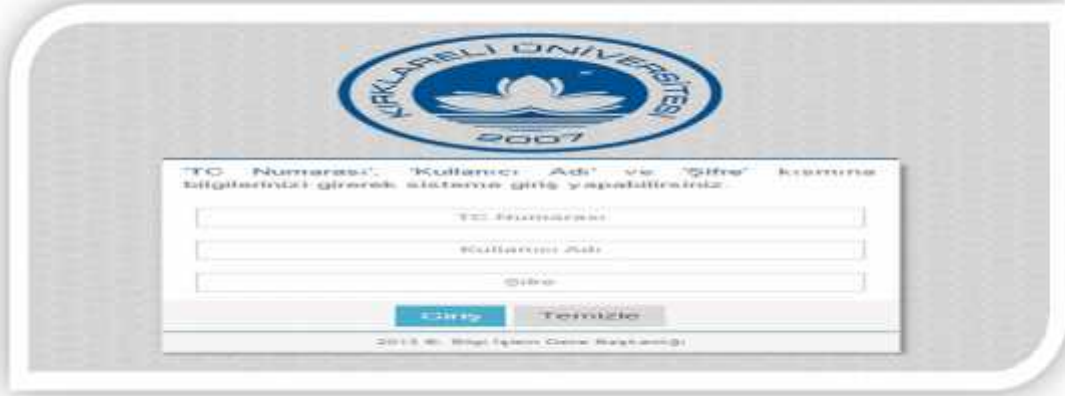 KIRKLARELİ ÜNİVERSİTESİ
2007
'TC Numarası', 'Kullanıcı Adı' ve 'Şifre' kısmına
bilgilerinizi girerek sisteme giriş yapabilirsiniz.
TC Numarası
Kullanıcı Adı
Şifre
Giriş Temizle
2013 ©. Bilgi İşlem Daire Başkanlığı